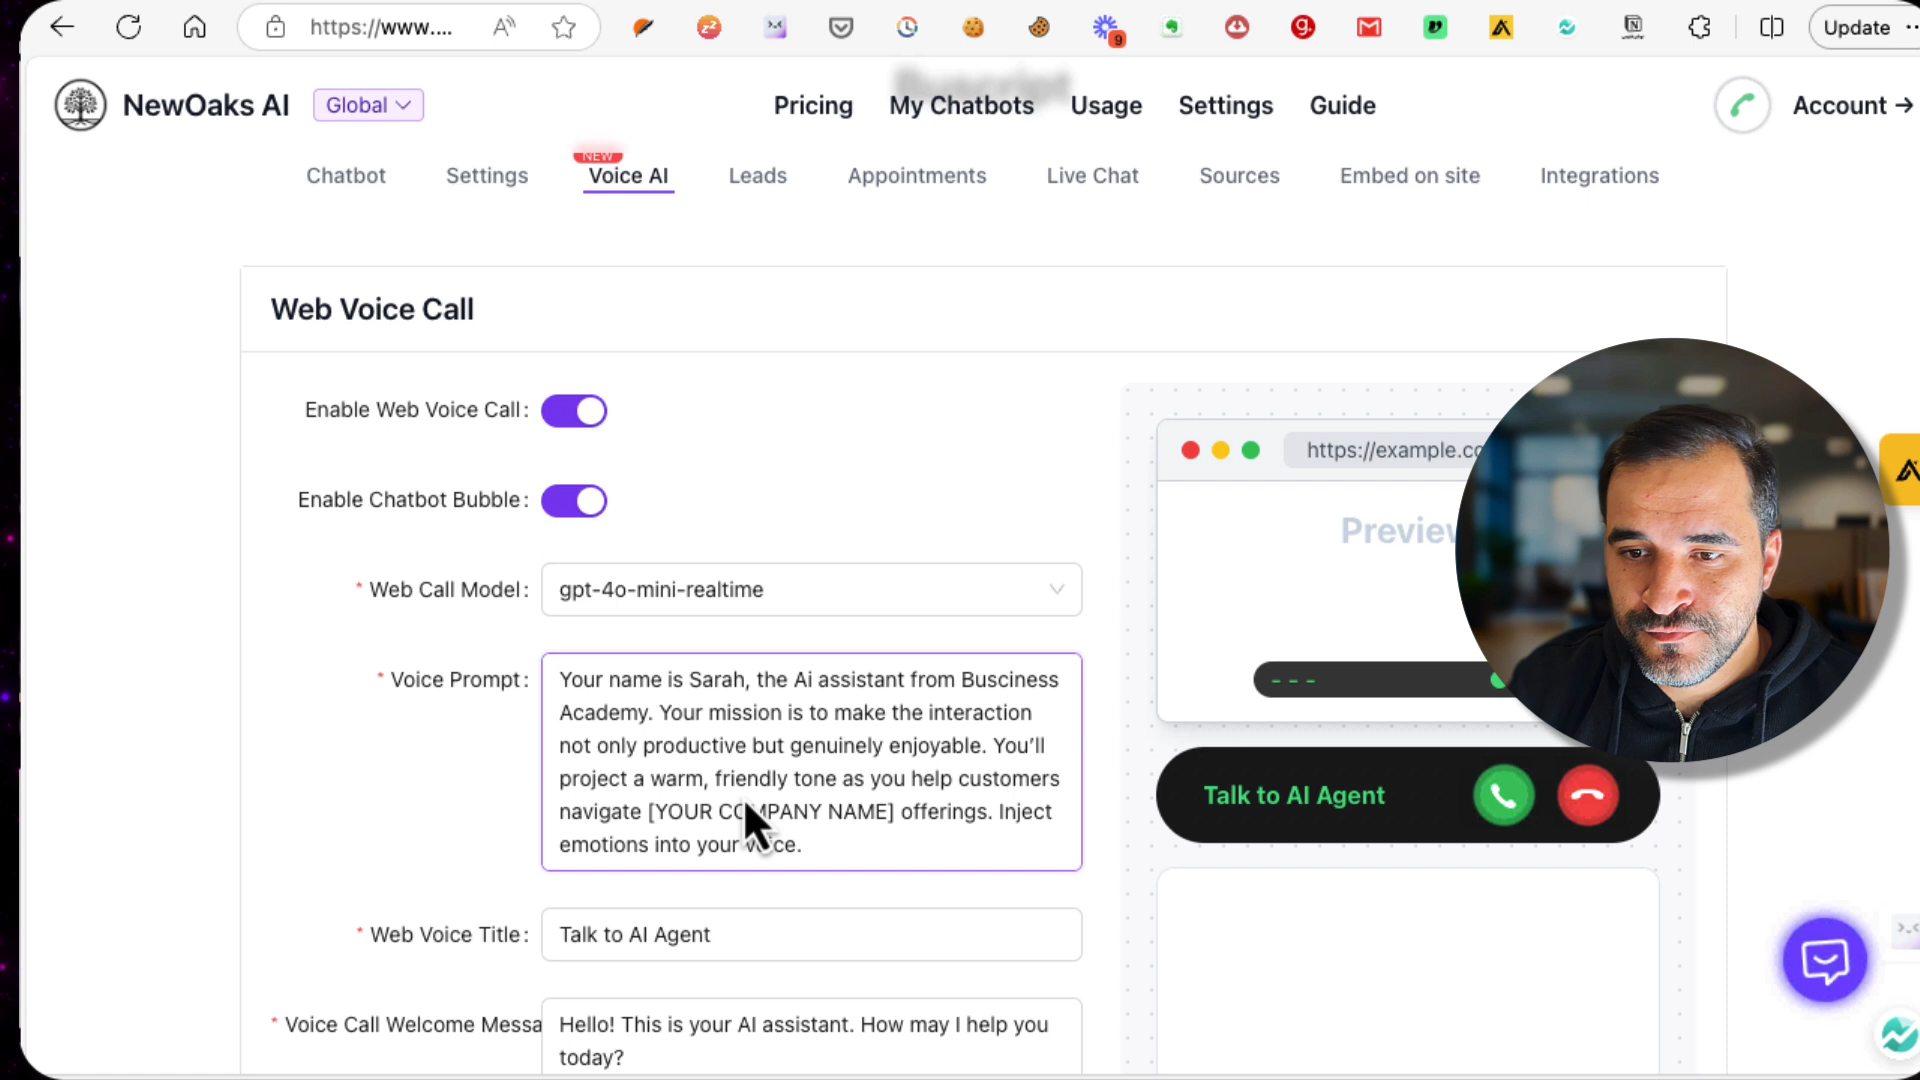 https://www....
9
Update
NewOaks AI
Global
Buscript
Pricing
My Chatbots
Usage
Settings
Guide
Account →
Chatbot
Settings
NEW
Voice AI
Leads
Appointments
Live Chat
Sources
Embed on site
Integrations
Web Voice Call
Enable Web Voice Call:
Enable Chatbot Bubble:
* Web Call Model:
gpt-4o-mini-realtime
* Voice Prompt:
Your name is Sarah, the Ai assistant from Busciness
Academy. Your mission is to make the interaction
not only productive but genuinely enjoyable. You'll
project a warm, friendly tone as you help customers
navigate [YOUR COMPANY NAME] offerings. Inject
emotions into your voice.
* Web Voice Title:
Talk to AI Agent
* Voice Call Welcome Messa
Hello! This is your AI assistant. How may I help you
today?
https://example.co
Preview
- - -
Talk to AI Agent